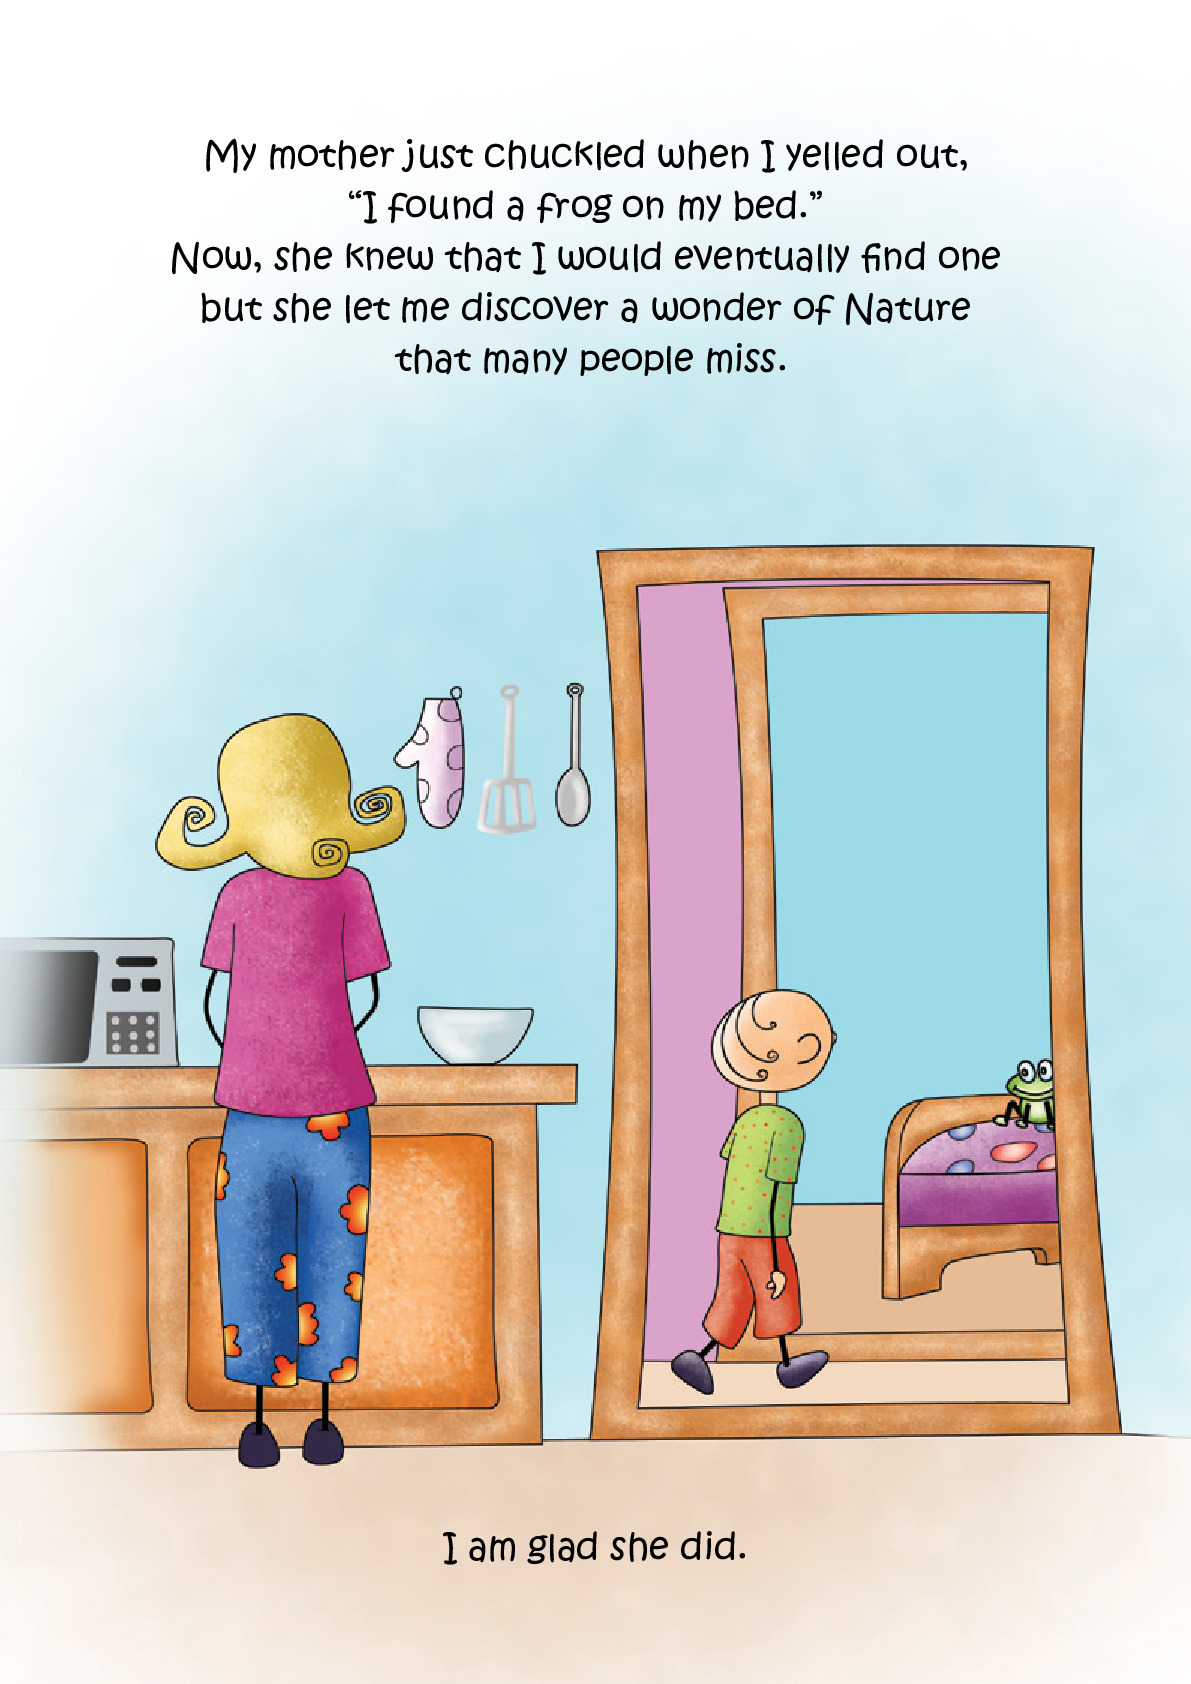 My mother just chuckled when I yelled out,
“I found a frog on my bed.”
Now, she knew that I would eventually find one
but she let me discover a wonder of Nature
that many people miss.
I am glad she did.